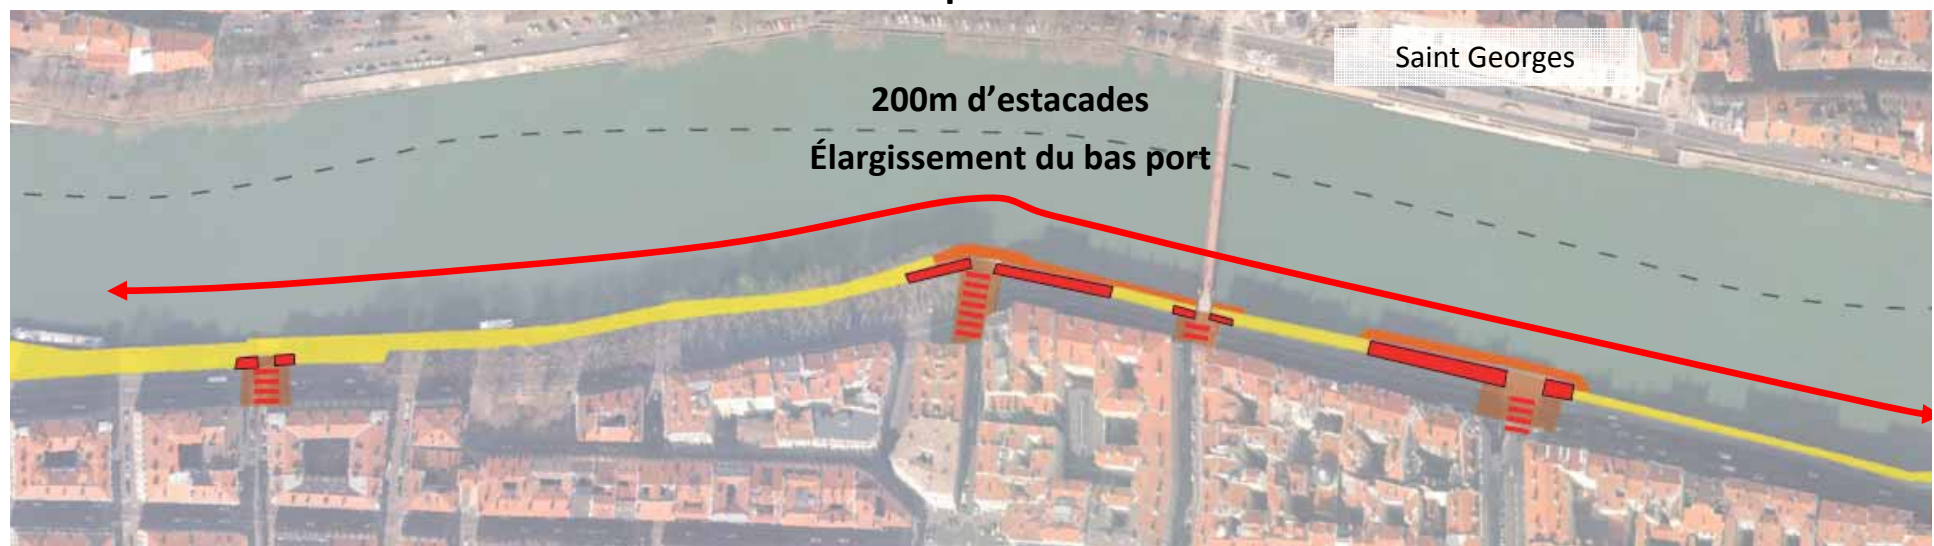 Saint Georges
200m d’estacades
Élargissement du bas port